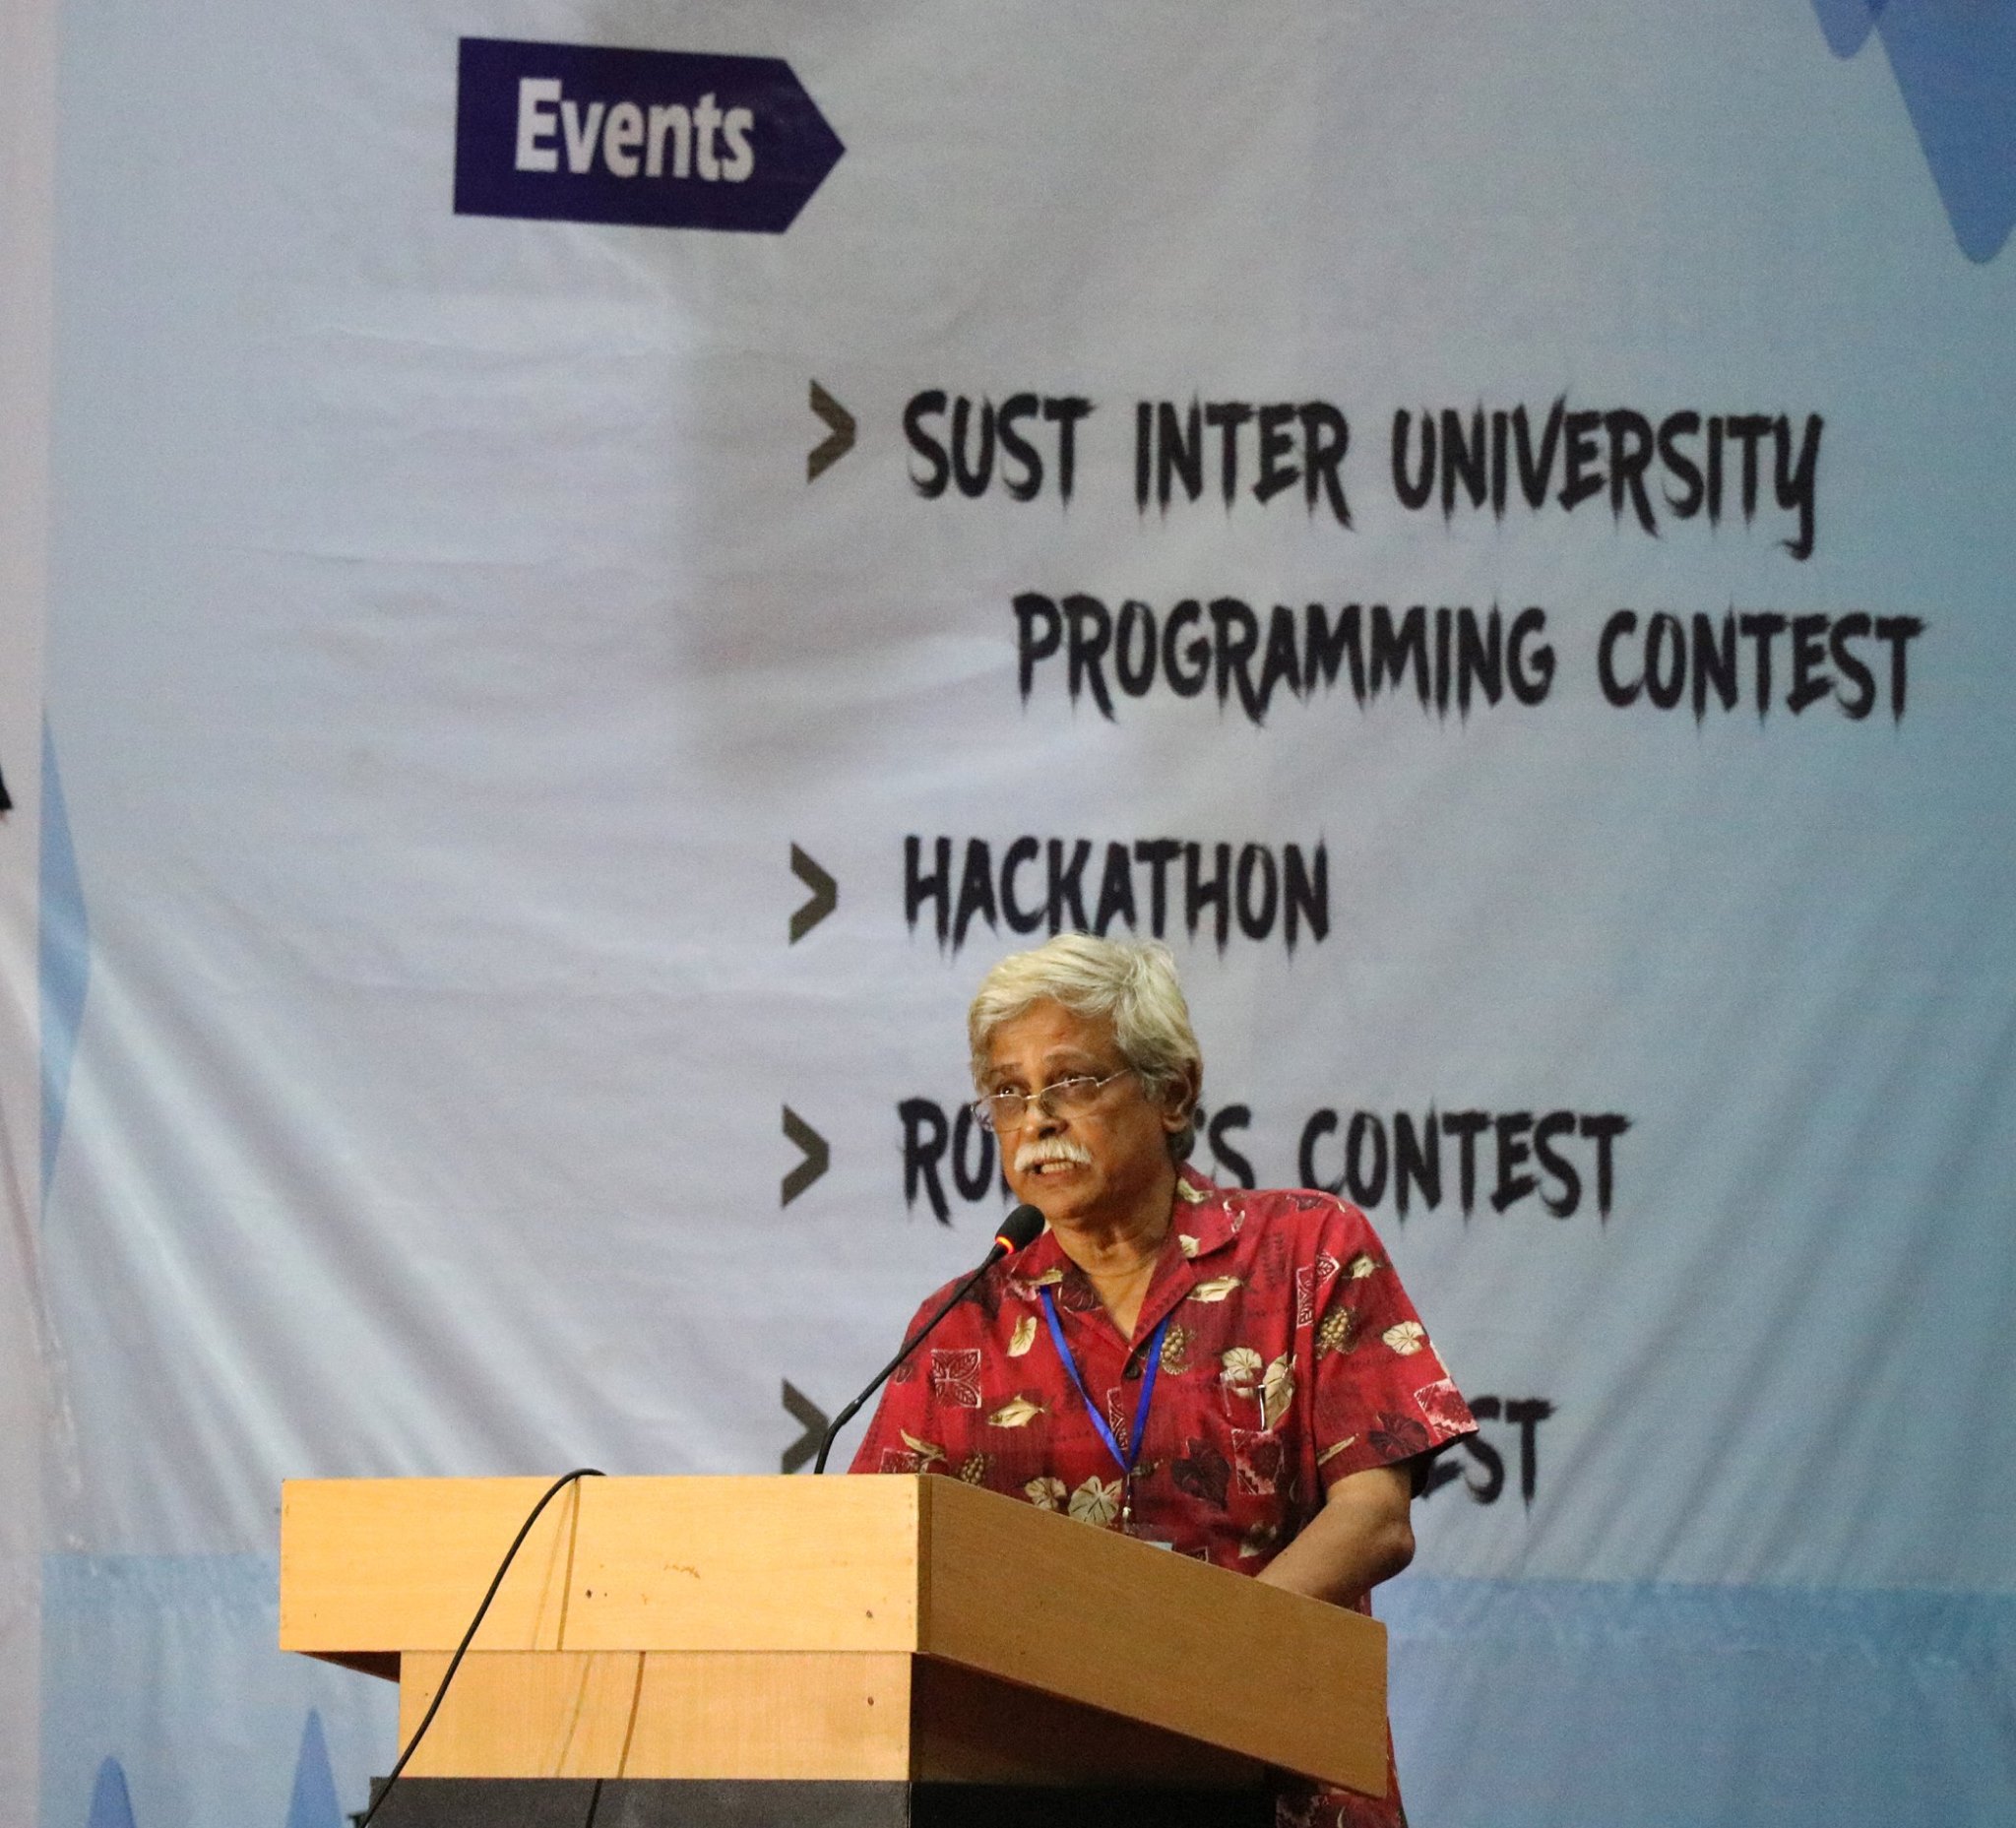 Events
> SUST INTER UNIVERSITY
PROGRAMMING CONTEST
> HACKATHON
> CONTEST
>